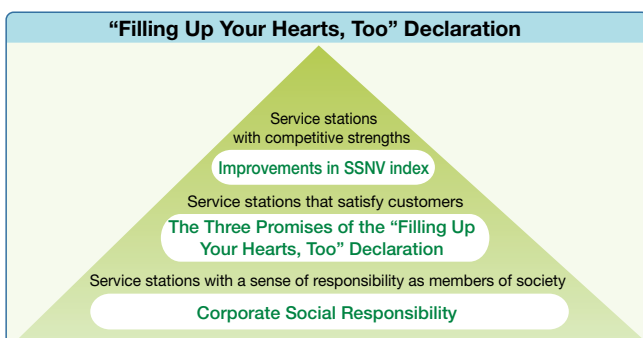 “Filling Up Your Hearts, Too” Declaration
Service stations
with competitive strengths
Improvements in SSNV index
Service stations that satisfy customers
The Three Promises of the “Filling Up
Your Hearts, Too” Declaration
Service stations with a sense of responsibility as members of society
Corporate Social Responsibility